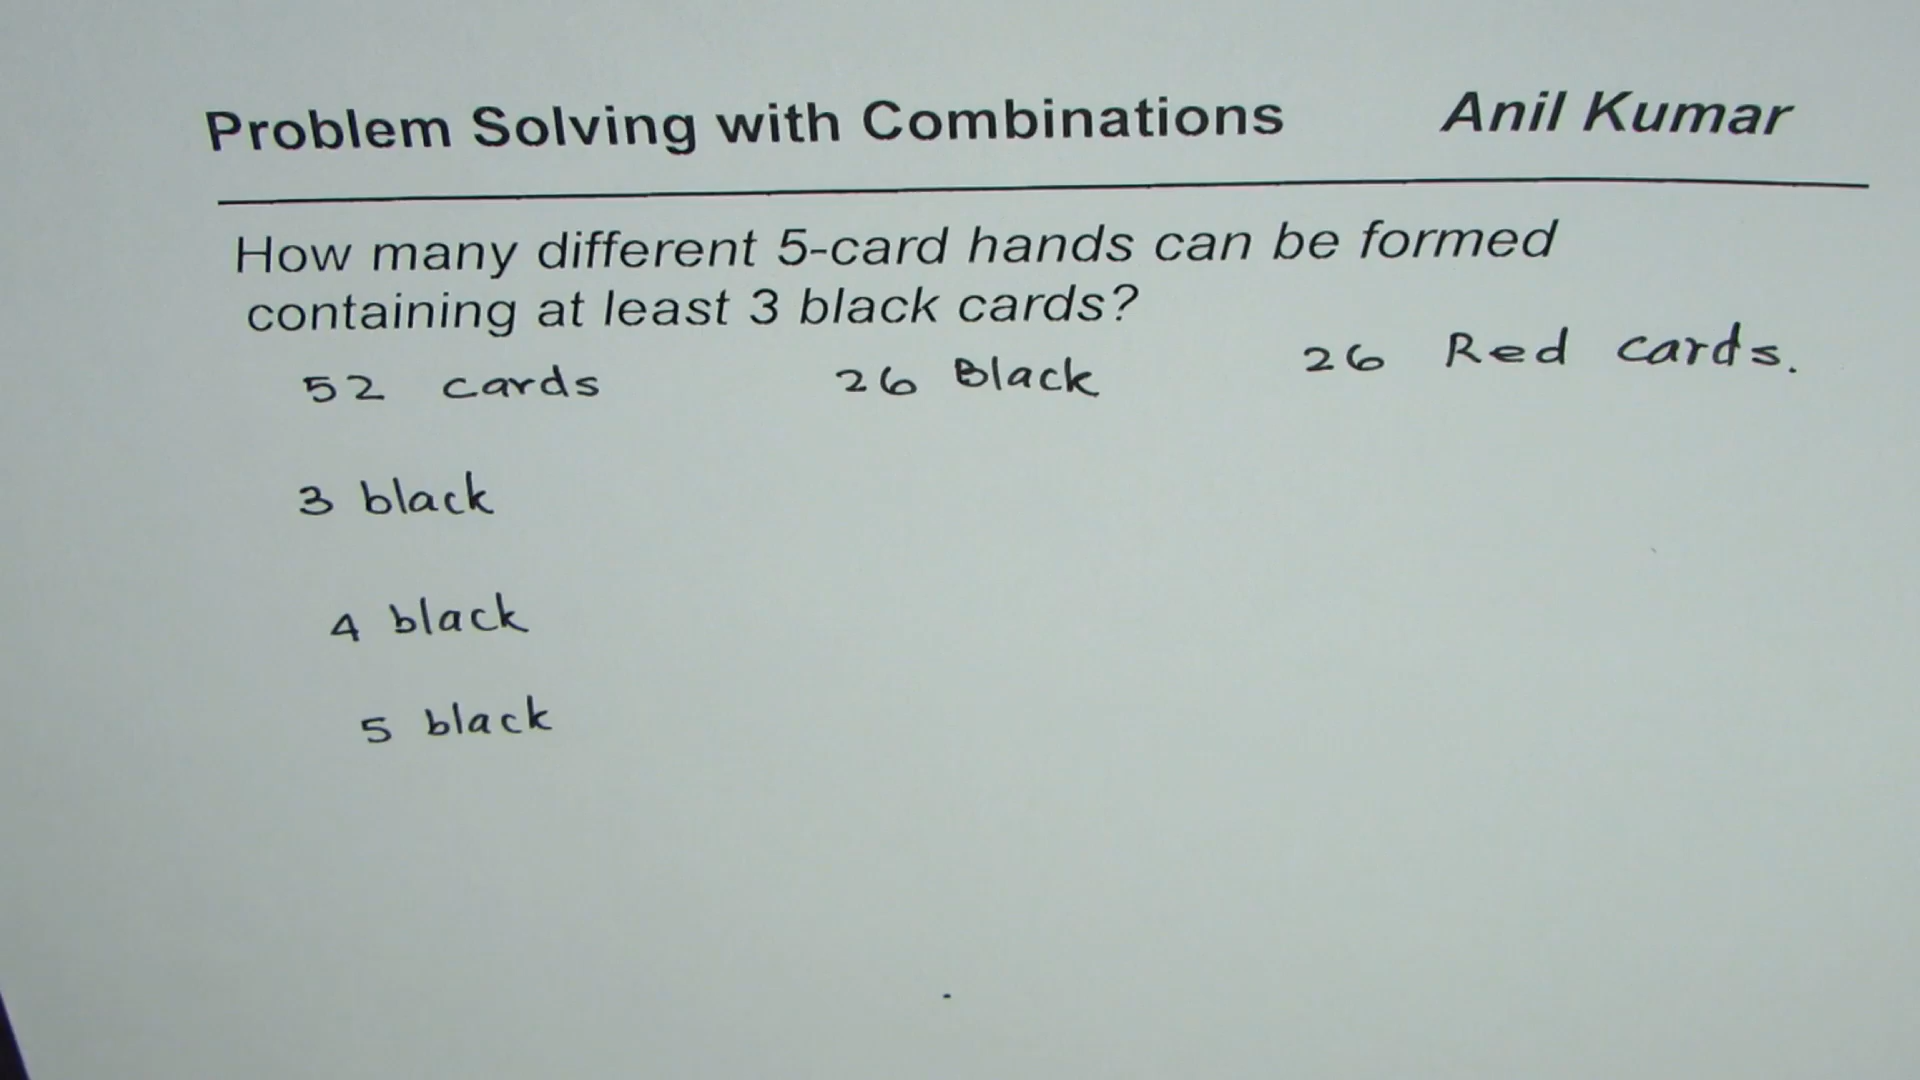 Problem Solving with Combinations Anil Kumar
How many different 5-card hands can be formed
containing at least 3 black cards?
52 cards 26 Black 26 Red cards.
3 black
4 black
5 black